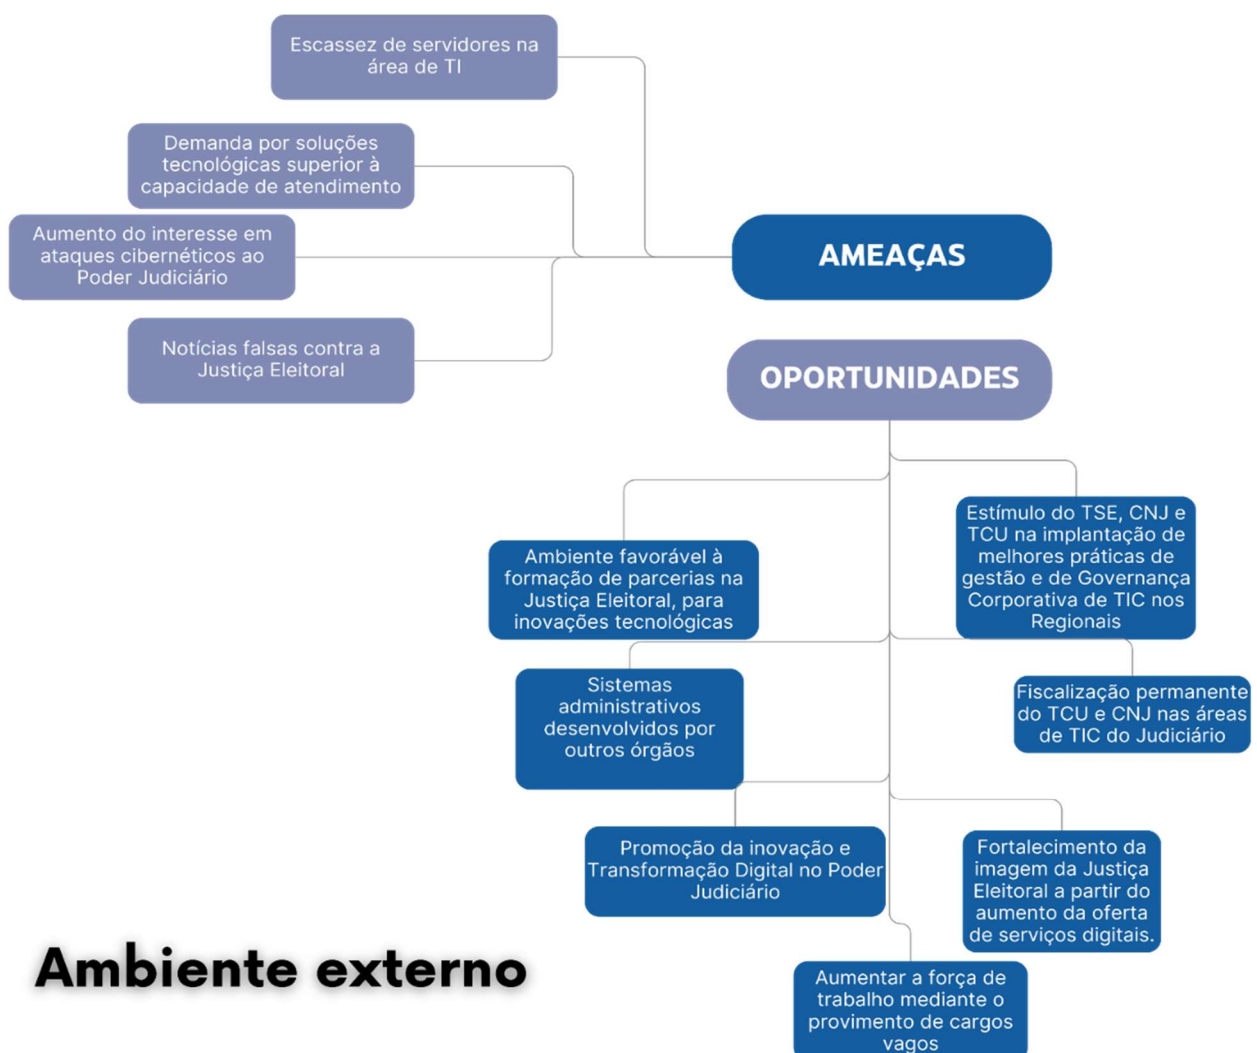 Escassez de servidores na
área de TI
Demanda por soluções
tecnológicas superior à
capacidade de atendimento
Aumento do interesse em
ataques cibernéticos ao
Poder Judiciário
Notícias falsas contra a
Justiça Eleitoral
AMEAÇAS
OPORTUNIDADES
Ambiente favorável à
formação de parcerias na
Justiça Eleitoral, para
inovações tecnológicas
Estímulo do TSE, CNJ e
TCU na implantação de
melhores práticas de
gestão e de Governança
Corporativa de TIC nos
Regionais
Sistemas
administrativos
desenvolvidos por
outros órgãos
Fiscalização permanente
do TCU e CNJ nas áreas
de TIC do Judiciário
Promoção da inovação e
Transformação Digital no Poder
Judiciário
Fortalecimento da
imagem da Justiça
Eleitoral a partir do
aumento da oferta
de serviços digitais.
Aumentar a força de
trabalho mediante o
provimento de cargos
vagos
Ambiente externo